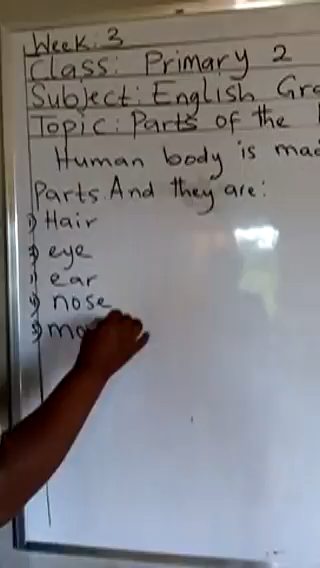 Week: 3
Class: Primary 2
Subject: English
Topic: Parts of the
Human body is
Parts. And they are:
1) Hair
2) eye
3) ear
4) nose
5)